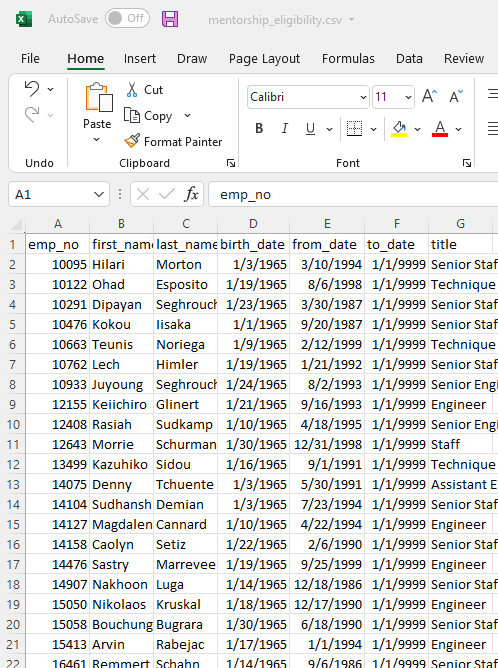 AutoSave Off mentorship_eligibility.csv
File Home Insert Draw Page Layout Formulas Data Review
Cut
Copy
Paste
Format Painter
Calibri 11 A A
B I U A
Undo Clipboard Font
A1 fx emp_no
A B C D E F G
1 emp_no first_name last_name birth_date from_date to_date title
2 10095 Hilari Morton 1/3/1965 3/10/1994 1/1/9999 Senior Staf
3 10122 Ohad Esposito 1/19/1965 8/6/1998 1/1/9999 Technique
4 10291 Dipayan Seghrouch 1/23/1965 3/30/1987 1/1/9999 Senior Staf
5 10476 Kokou Iisaka 1/1/1965 9/20/1987 1/1/9999 Senior Staf
6 10663 Teunis Noriega 1/9/1965 2/12/1999 1/1/9999 Technique
7 10762 Lech Himler 1/19/1965 1/21/1992 1/1/9999 Senior Staf
8 10933 Juyoung Seghrouch 1/24/1965 8/2/1993 1/1/9999 Senior Engi
9 12155 Keiichiro Glinert 1/21/1965 9/16/1993 1/1/9999 Engineer
10 12408 Rasiah Sudkamp 1/10/1965 4/18/1995 1/1/9999 Senior Engi
11 12643 Morrie Schurman 1/30/1965 12/31/1998 1/1/9999 Staff
12 13499 Kazuhiko Sidou 1/16/1965 9/1/1991 1/1/9999 Technique
13 14075 Denny Tchuente 1/3/1965 5/30/1991 1/1/9999 Assistant E
14 14104 Sudhansh Demian 1/3/1965 7/23/1994 1/1/9999 Senior Staf
15 14127 Magdalen Cannard 1/10/1965 4/22/1994 1/1/9999 Engineer
16 14158 Caolyn Setiz 1/22/1965 2/6/1990 1/1/9999 Senior Staf
17 14476 Sastry Marrevee 1/19/1965 9/25/1999 1/1/9999 Engineer
18 14907 Nakhoon Luga 1/14/1965 12/18/1986 1/1/9999 Senior Staf
19 15050 Nikolaos Kruskal 1/18/1965 12/17/1990 1/1/9999 Engineer
20 15058 Bouchung Bugrara 1/30/1965 6/18/1990 1/1/9999 Senior Staf
21 15413 Arvin Rabejac 1/17/1965 1/1/1994 1/1/9999 Engineer
22 16461 Remmert Schahn 1/14/1965 9/6/1986 1/1/9999 Senior Staf